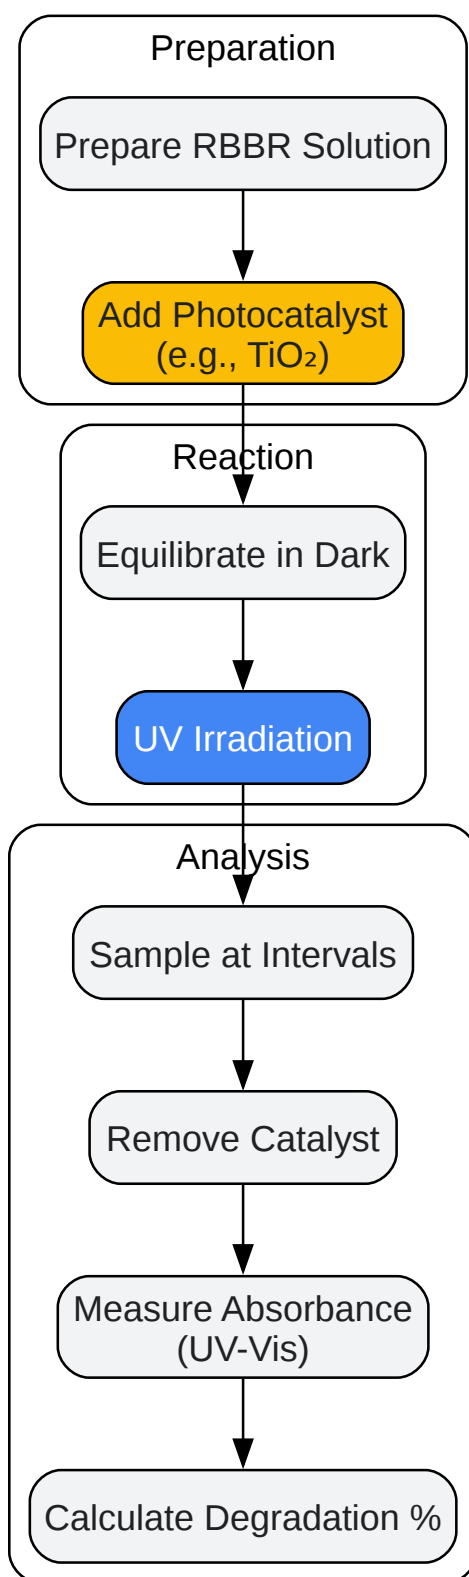 Preparation
Prepare RBBR Solution
Add Photocatalyst
(e.g., TiO₂)
Reaction
Equilibrate in Dark
UV Irradiation
Analysis
Sample at Intervals
Remove Catalyst
Measure Absorbance
(UV-Vis)
Calculate Degradation %